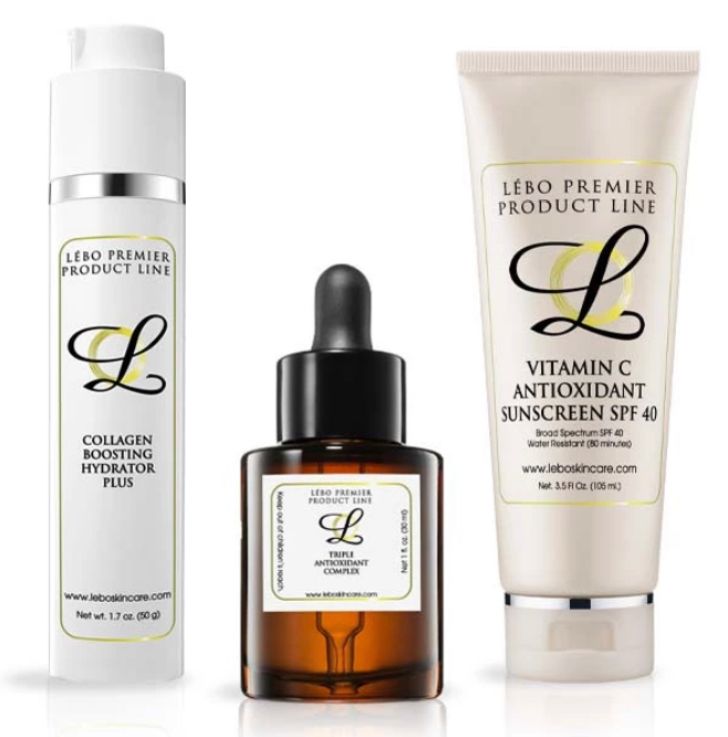 LÉBO PREMIER
PRODUCT LINE
L
COLLAGEN
BOOSTING
HYDRATOR
PLUS
www.leboskincare.com
Net wt. 1.7 oz. (50 g)
Keep out of children's reach.
LÉBO PREMIER
PRODUCT LINE
L
TRIPLE
ANTIOXIDANT
COMPLEX
www.leboskincare.com
Net 1 fl. oz. (30 ml)
LÉBO PREMIER
PRODUCT LINE
L
VITAMIN C
ANTIOXIDANT
SUNSCREEN SPF 40
Broad Spectrum SPF 40
Water Resistant (80 minutes)
www.leboskincare.com
Net. 3.5 Fl Oz. (105 ml.)